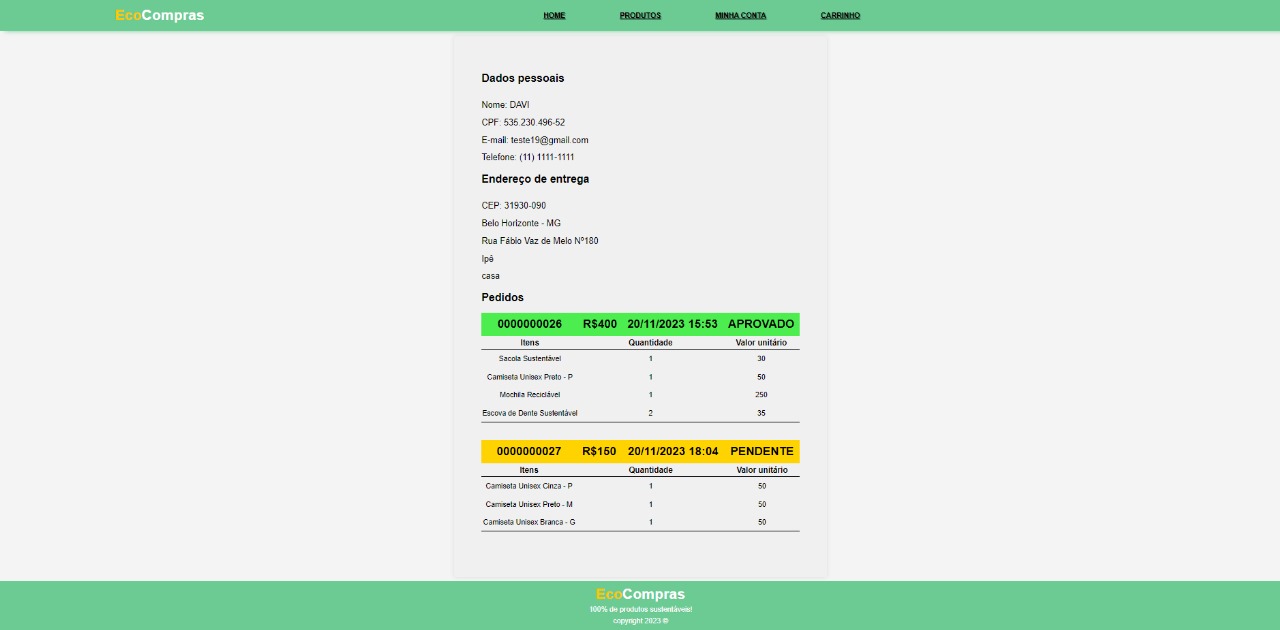 EcoCompras HOME PRODUTOS MINHA CONTA CARRINHO
Dados pessoais
Nome: DAVI
CPF: 535.230.496-52
E-mail: teste19@gmail.com
Telefone: (11) 1111-1111
Endereço de entrega
CEP: 31930-090
Belo Horizonte - MG
Rua Fábio Vaz de Melo Nº180
Ipê
casa
Pedidos
0000000026 R$400 20/11/2023 15:53 APROVADO
Itens Quantidade Valor unitário
Sacola Sustentável 1 30
Camiseta Unisex Preto - P 1 50
Mochila Reciclável 1 250
Escova de Dente Sustentável 2 35
0000000027 R$150 20/11/2023 18:04 PENDENTE
Itens Quantidade Valor unitário
Camiseta Unisex Cinza - P 1 50
Camiseta Unisex Preto - M 1 50
Camiseta Unisex Branca - G 1 50
EcoCompras
100% de produtos sustentáveis!
copyright 2023 ©